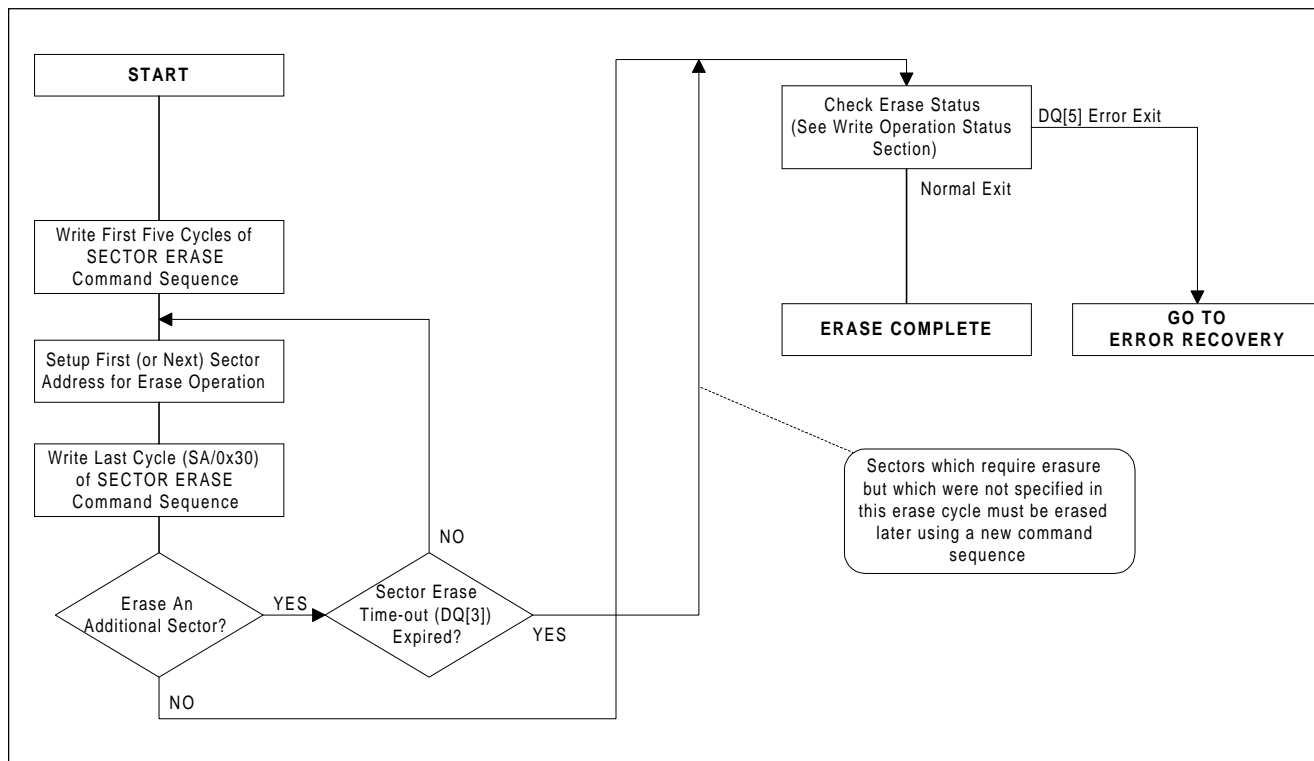 START
Write First Five Cycles of
SECTOR ERASE
Command Sequence
Setup First (or Next) Sector
Address for Erase Operation
Write Last Cycle (SA/0x30)
of SECTOR ERASE
Command Sequence
Erase An
Additional Sector?
YES
NO
Sector Erase
Time-out (DQ[3])
Expired?
NO
YES
Check Erase Status
(See Write Operation Status
Section)
DQ[5] Error Exit
Normal Exit
ERASE COMPLETE
GO TO
ERROR RECOVERY
Sectors which require erasure
but which were not specified in
this erase cycle must be erased
later using a new command
sequence